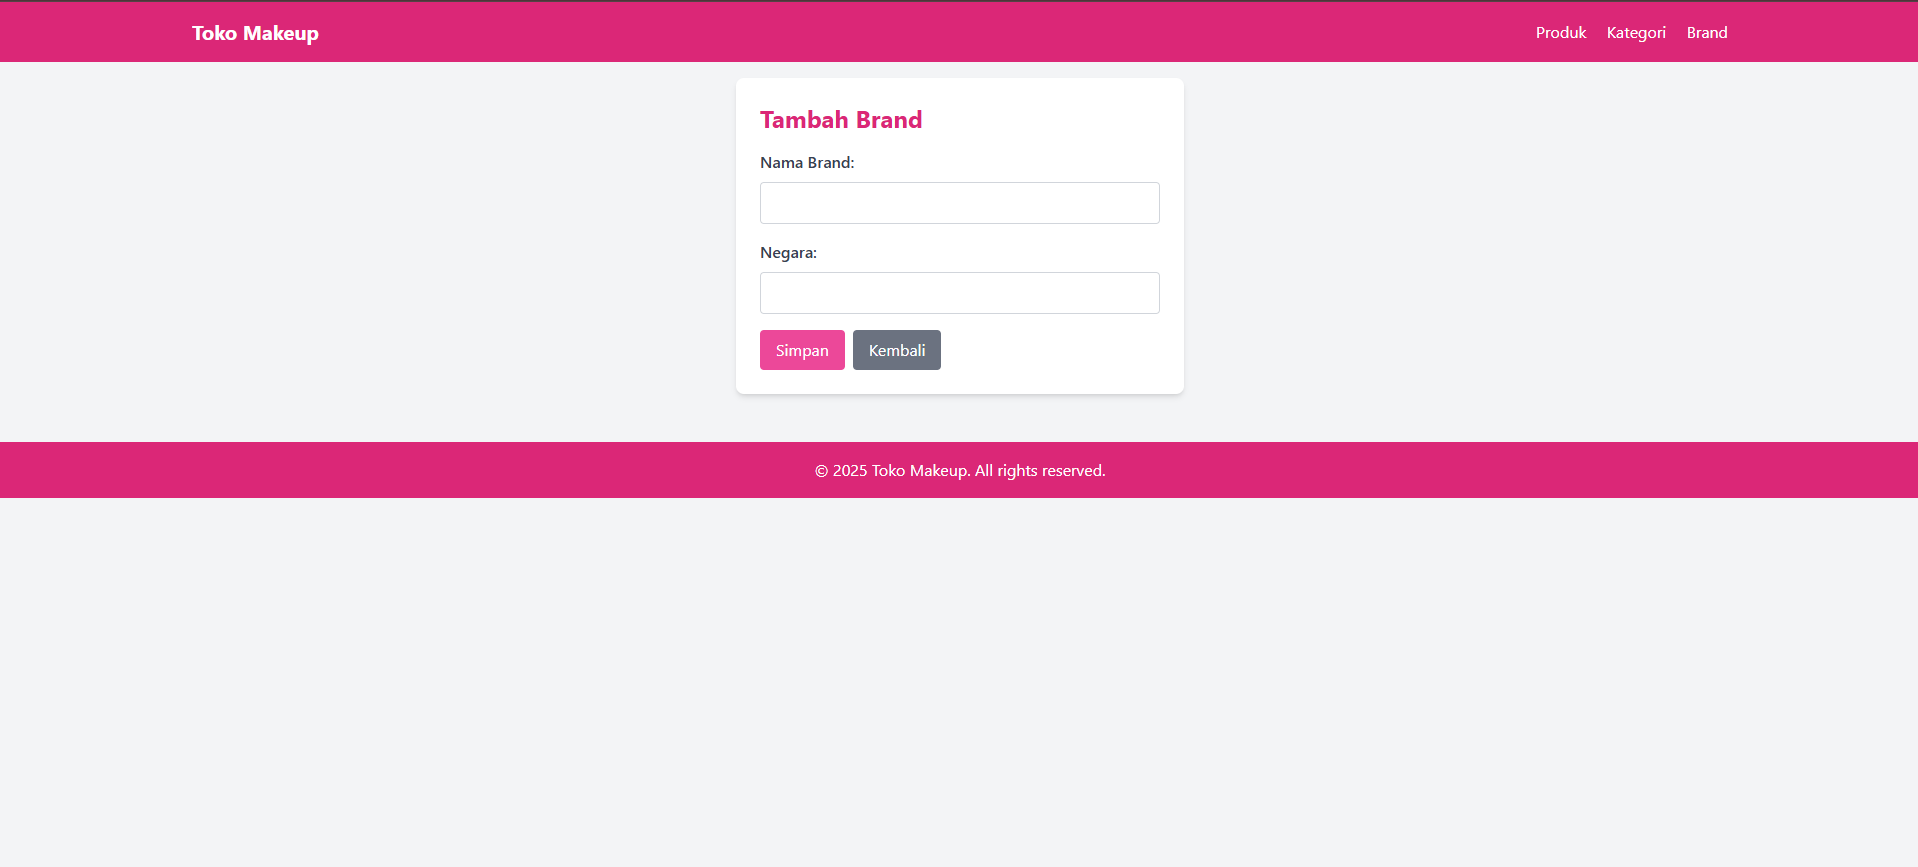 Toko Makeup
Produk Kategori Brand
Tambah Brand
Nama Brand:
Negara:
Simpan Kembali
© 2025 Toko Makeup. All rights reserved.